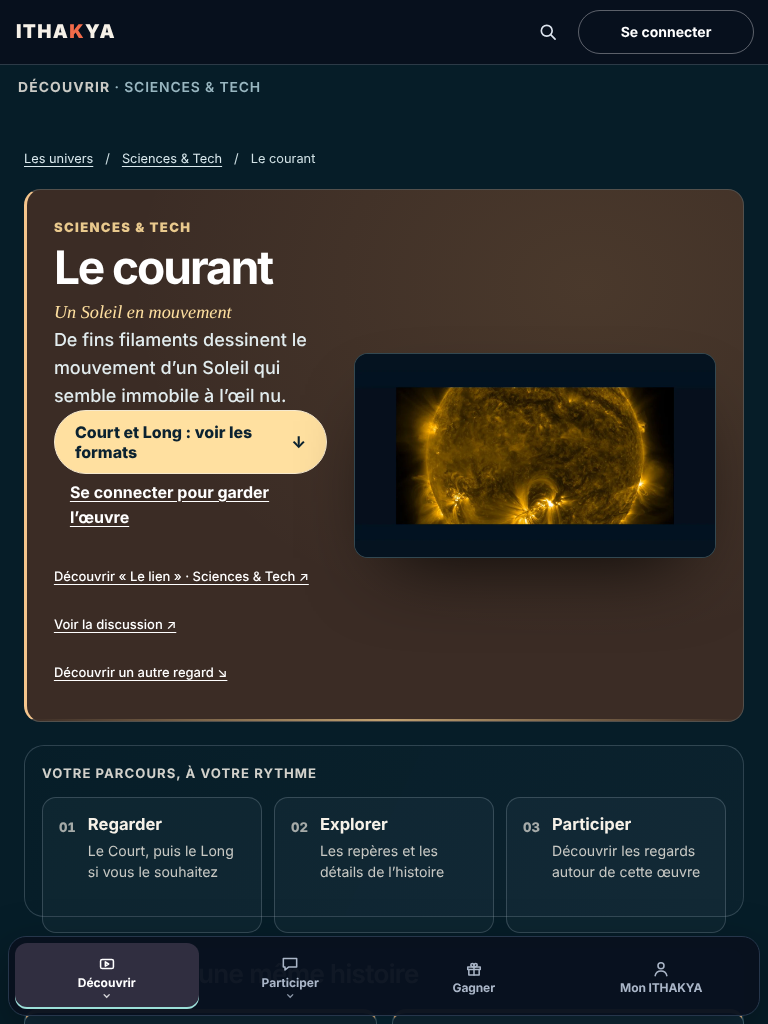 ITHAKYA
Se connecter
DÉCOUVRIR · SCIENCES & TECH
Les univers / Sciences & Tech / Le courant
SCIENCES & TECH
Le courant
Un Soleil en mouvement
De fins filaments dessinent le
mouvement d’un Soleil qui
semble immobile à l’œil nu.
Court et Long : voir les
formats ↓
Se connecter pour garder
l’œuvre
Découvrir « Le lien » · Sciences & Tech ↗
Voir la discussion ↗
Découvrir un autre regard ↘
VOTRE PARCOURS, À VOTRE RYTHME
01 Regarder
Le Court, puis le Long
si vous le souhaitez
02 Explorer
Les repères et les
détails de l’histoire
03 Participer
Découvrir les regards
autour de cette œuvre
une même histoire
Découvrir
Participer
Gagner
Mon ITHAKYA